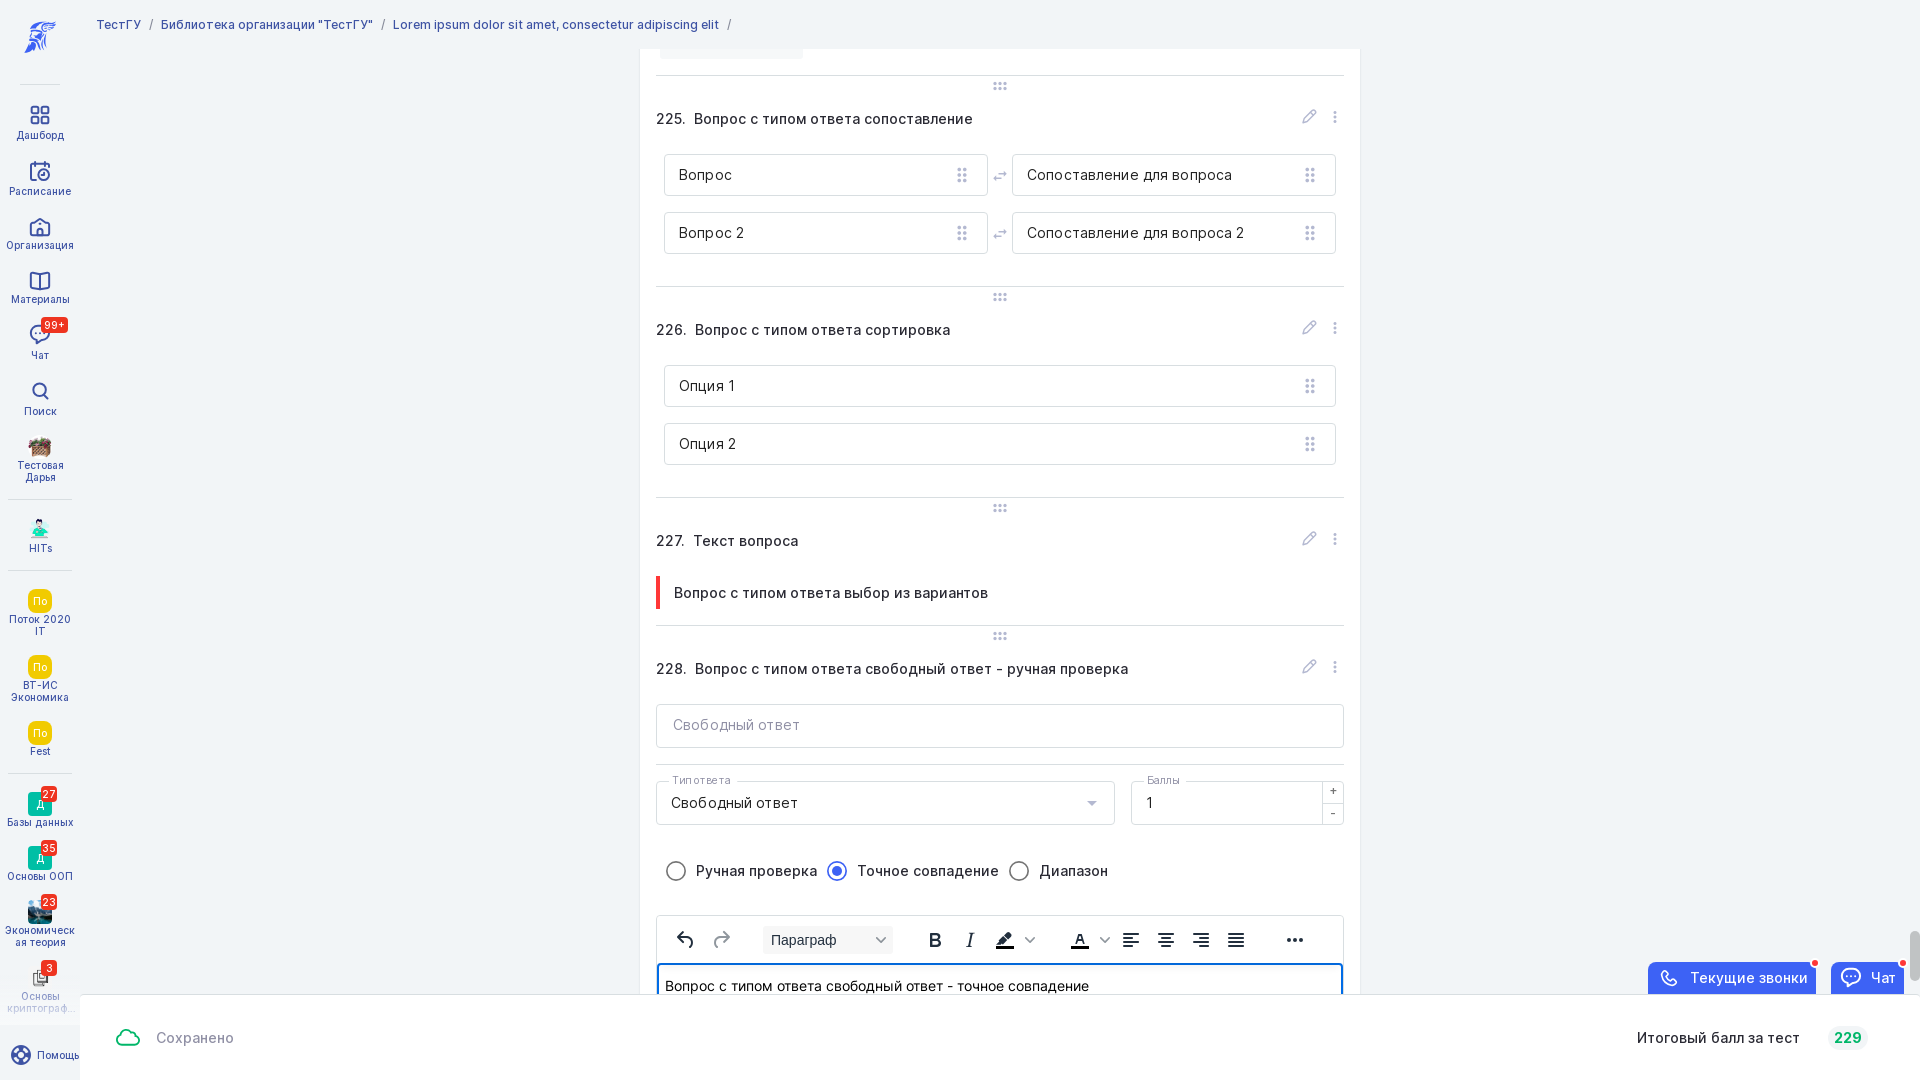 ТестГУ / Библиотека организации "ТестГУ" / Lorem ipsum dolor sit amet, consectetur adipiscing elit /
Дашборд
Расписание
Организация
Материалы
99+
Чат
Поиск
Тестовая
Дарья
HITs
По
Поток 2020
IT
По
ВТ-ИС
Экономика
По
Fest
27
Д
Базы данных
35
Д
Основы ООП
23
Экономическ
ая теория
3
Основы
криптограф...
Помощь
225. Вопрос с типом ответа сопоставление
Вопрос
Сопоставление для вопроса
Вопрос 2
Сопоставление для вопроса 2
226. Вопрос с типом ответа сортировка
Опция 1
Опция 2
227. Текст вопроса
Вопрос с типом ответа выбор из вариантов
228. Вопрос с типом ответа свободный ответ - ручная проверка
Свободный ответ
Тип ответа
Свободный ответ
Баллы
1
+
-
Ручная проверка
Точное совпадение
Диапазон
Параграф
B I A
Вопрос с типом ответа свободный ответ - точное совпадение
Текущие звонки
Чат
Сохранено
Итоговый балл за тест 229